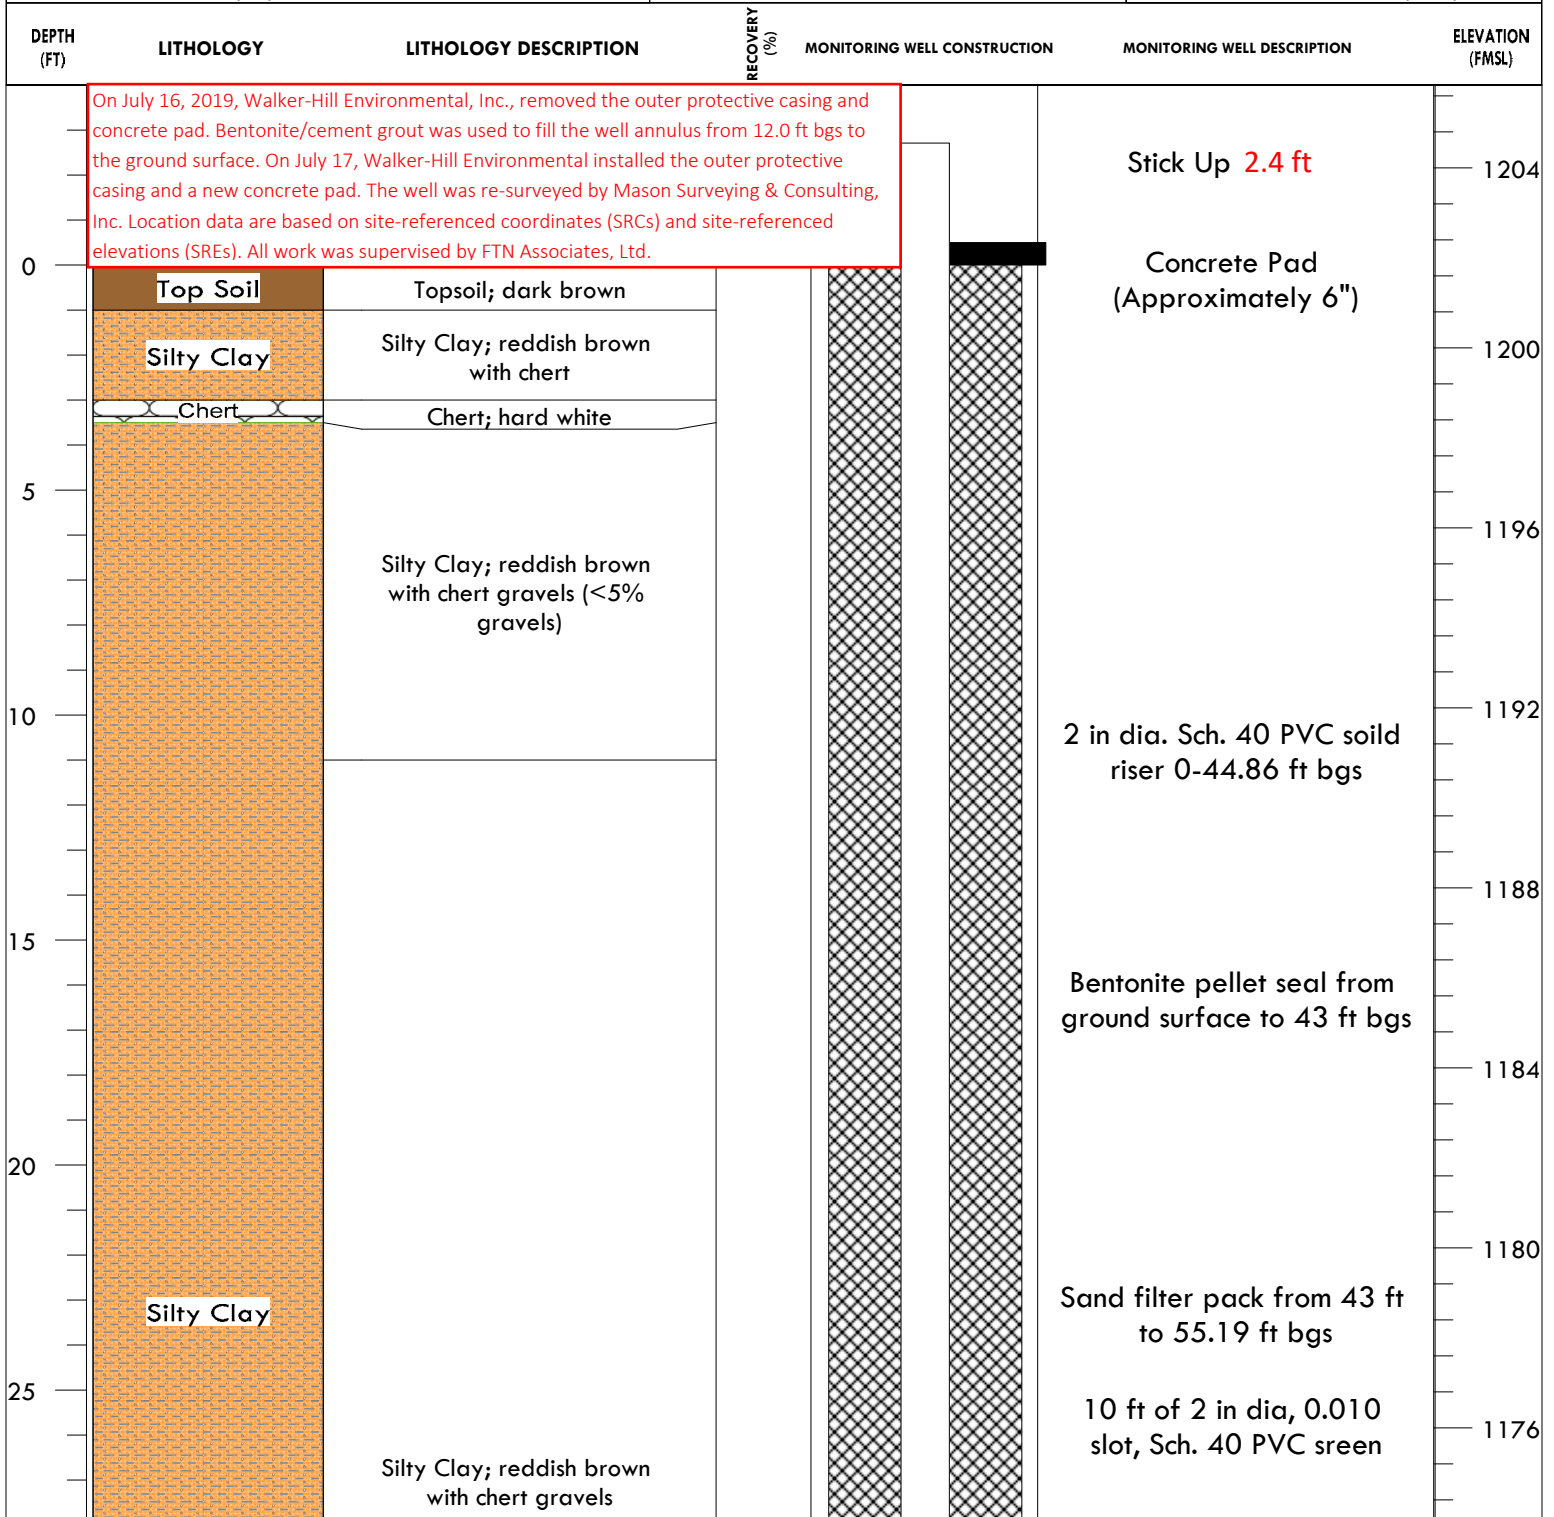 DEPTH
(FT)
LITHOLOGY
LITHOLOGY DESCRIPTION
RECOVERY
(%)
MONITORING WELL CONSTRUCTION
MONITORING WELL DESCRIPTION
ELEVATION
(FMSL)
On July 16, 2019, Walker-Hill Environmental, Inc., removed the outer protective casing and
concrete pad. Bentonite/cement grout was used to fill the well annulus from 12.0 ft bgs to
the ground surface. On July 17, Walker-Hill Environmental installed the outer protective
casing and a new concrete pad. The well was re-surveyed by Mason Surveying & Consulting,
Inc. Location data are based on site-referenced coordinates (SRCs) and site-referenced
elevations (SREs). All work was supervised by FTN Associates, Ltd.
Stick Up 2.4 ft
1204
0
Concrete Pad
(Approximately 6")
Top Soil
Topsoil; dark brown
Silty Clay
Silty Clay; reddish brown
with chert
1200
Chert
Chert; hard white
5
1196
Silty Clay; reddish brown
with chert gravels (<5%
gravels)
10
1192
2 in dia. Sch. 40 PVC soild
riser 0-44.86 ft bgs
1188
15
Bentonite pellet seal from
ground surface to 43 ft bgs
1184
20
1180
Silty Clay
Sand filter pack from 43 ft
to 55.19 ft bgs
25
10 ft of 2 in dia, 0.010
slot, Sch. 40 PVC sreen
1176
Silty Clay; reddish brown
with chert gravels